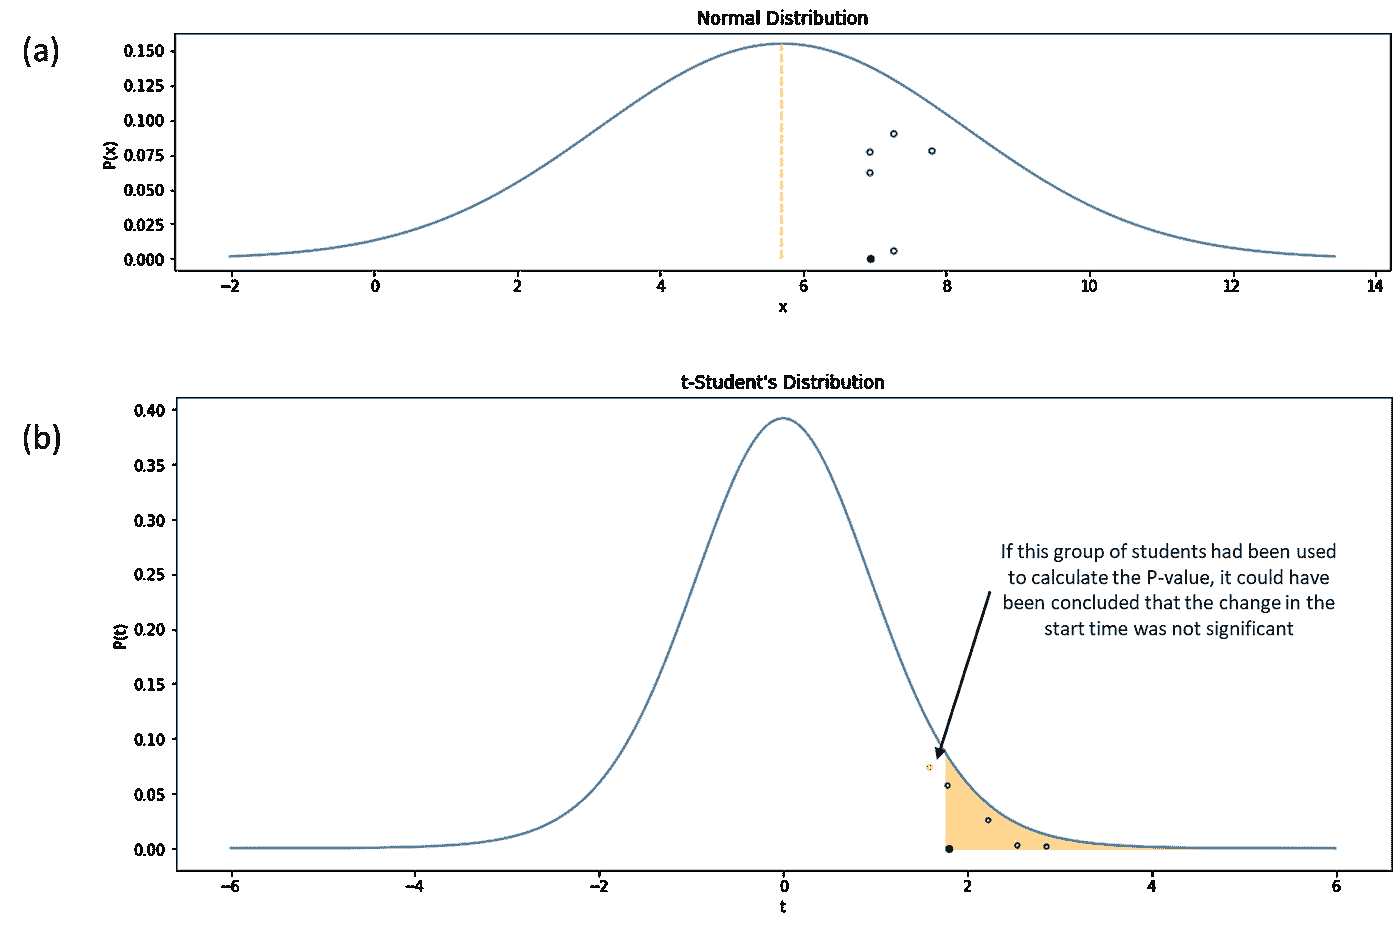 (a)
Normal Distribution
0.150
0.125
0.100
0.075
0.050
0.025
0.000
P(x)
−2 0 2 4 6 8 10 12 14
x
(b)
t-Student's Distribution
0.40
0.35
0.30
0.25
0.20
0.15
0.10
0.05
0.00
P(t)
If this group of students had been used
to calculate the P-value, it could have
been concluded that the change in the
start time was not significant
−6 −4 −2 0 2 4 6
t